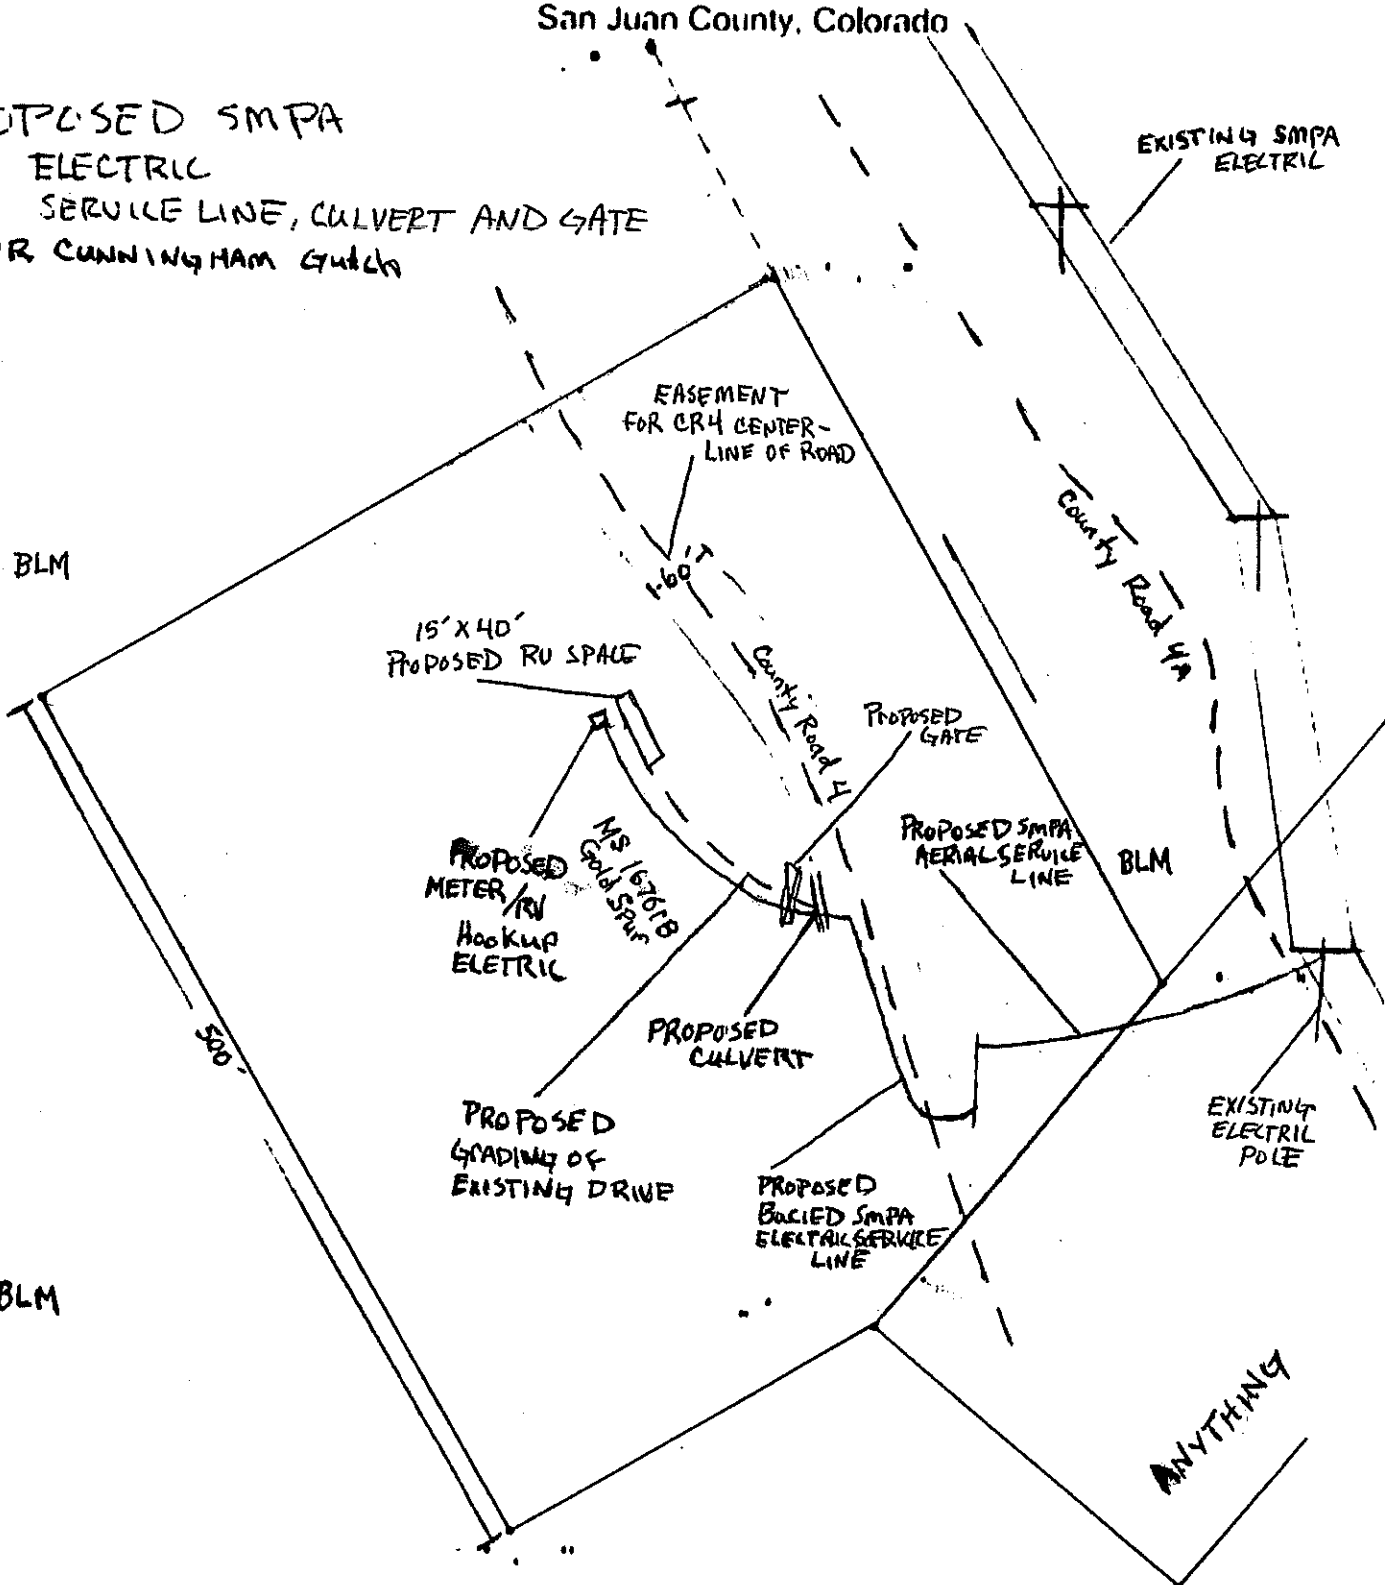 San Juan County, Colorado
OPOSED SMPA
ELECTRIC
SERVICE LINE, CULVERT AND GATE
R CUNNINGHAM GULCH
EXISTING SMPA
ELECTRIC
EASEMENT
FOR CR4 CENTER-
LINE OF ROAD
BLM
60'
County Road 4A
15' X 40'
PROPOSED RV SPACE
County Road 4
PROPOSED
GATE
PROPOSED
METER/RV
HOOKUP
ELETRIC
MS 16761B
Gold Spur
PROPOSED SMPA
AERIAL SERVICE
LINE
BLM
500'
PROPOSED
CULVERT
PROPOSED
GRADING OF
EXISTING DRIVE
PROPOSED
BURIED SMPA
ELECTRIC SERVICE
LINE
EXISTING
ELECTRIC
POLE
BLM
ANYTHING